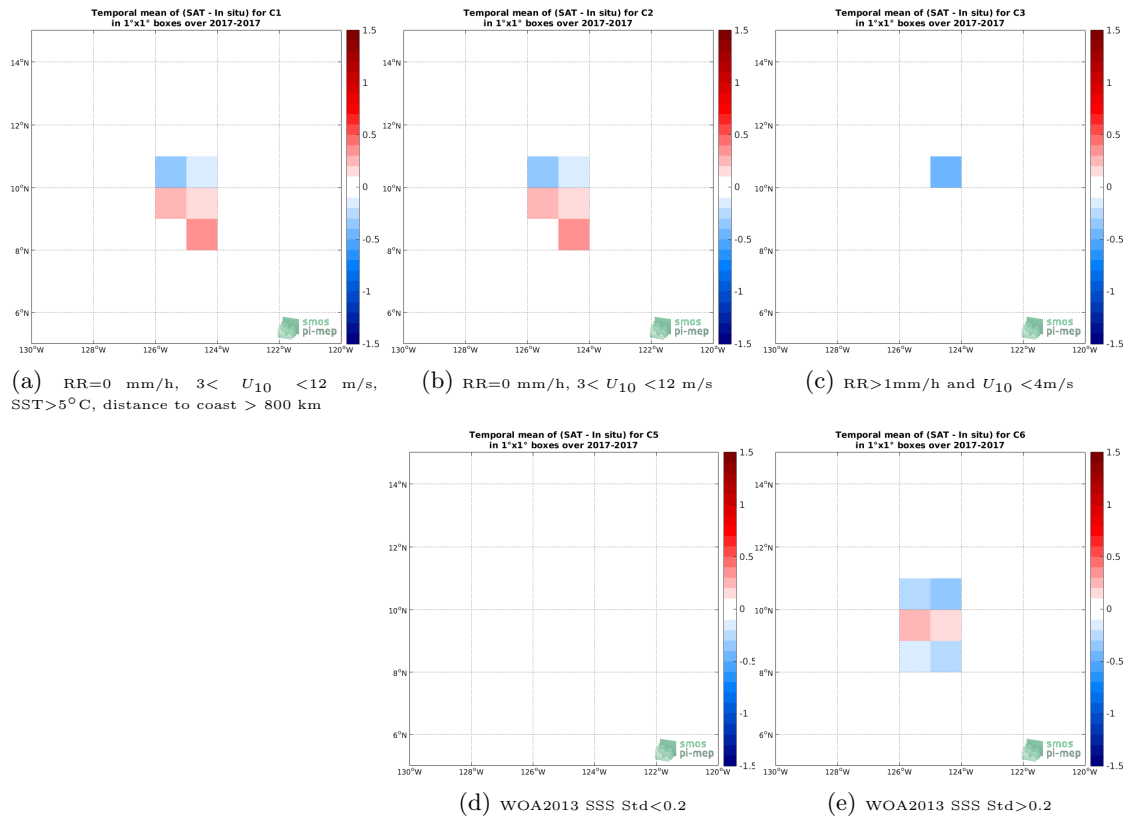 Temporal mean of (SAT - In situ) for C1
in 1°x1° boxes over 2017-2017
14°N
12°N
10°N
8°N
6°N
130°W
128°W
126°W
124°W
122°W
120°W
1.5
1
0.5
0
-0.5
-1
-1.5
smos
pi-mep
(a) RR=0 mm/h, 3< U10 <12 m/s,
SST>5°C, distance to coast > 800 km
Temporal mean of (SAT - In situ) for C2
in 1°x1° boxes over 2017-2017
14°N
12°N
10°N
8°N
6°N
130°W
128°W
126°W
124°W
122°W
120°W
1.5
1
0.5
0
-0.5
-1
-1.5
smos
pi-mep
(b) RR=0 mm/h, 3< U10 <12 m/s
Temporal mean of (SAT - In situ) for C3
in 1°x1° boxes over 2017-2017
14°N
12°N
10°N
8°N
6°N
130°W
128°W
126°W
124°W
122°W
120°W
1.5
1
0.5
0
-0.5
-1
-1.5
smos
pi-mep
(c) RR>1mm/h and U10 <4m/s
Temporal mean of (SAT - In situ) for C5
in 1°x1° boxes over 2017-2017
14°N
12°N
10°N
8°N
6°N
130°W
128°W
126°W
124°W
122°W
120°W
1.5
1
0.5
0
-0.5
-1
-1.5
smos
pi-mep
(d) WOA2013 SSS Std<0.2
Temporal mean of (SAT - In situ) for C6
in 1°x1° boxes over 2017-2017
14°N
12°N
10°N
8°N
6°N
130°W
128°W
126°W
124°W
122°W
120°W
1.5
1
0.5
0
-0.5
-1
-1.5
smos
pi-mep
(e) WOA2013 SSS Std>0.2